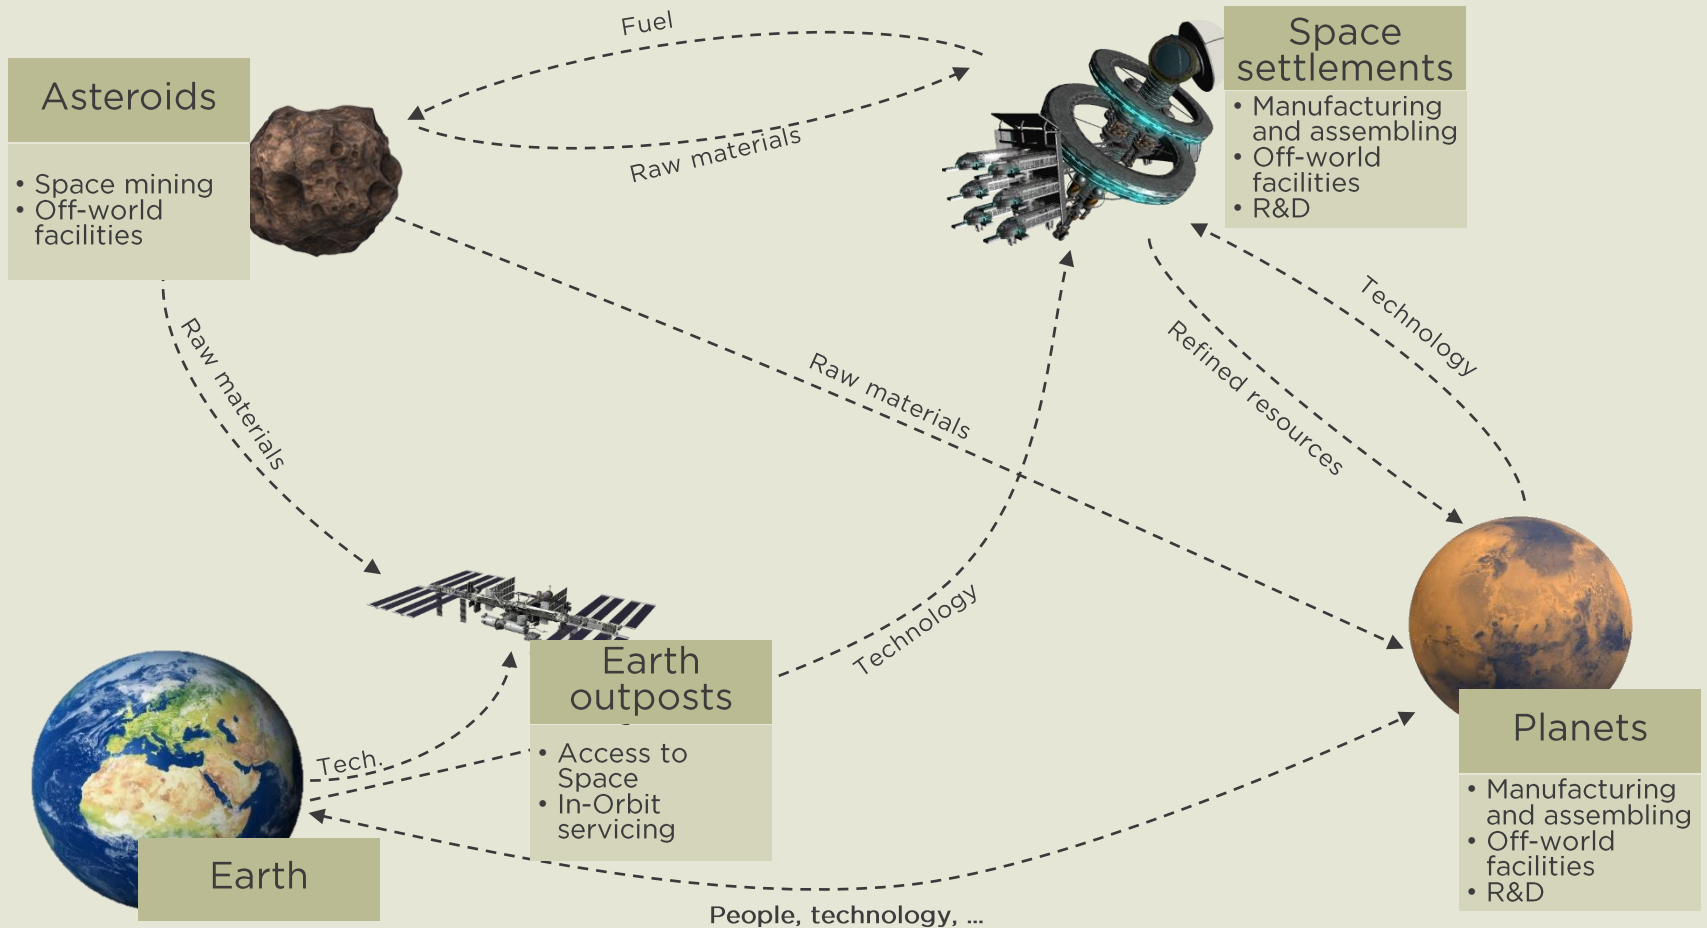 Fuel
Space
settlements
• Manufacturing
and assembling
• Off-world
facilities
• R&D
Asteroids
• Space mining
• Off-world
facilities
Raw materials
Raw materials
Raw materials
Technology
Refined resources
Technology
Earth
outposts
• Access to
Space
• In-Orbit
servicing
Tech.
Earth
Planets
• Manufacturing
and assembling
• Off-world
facilities
• R&D
People, technology, ...